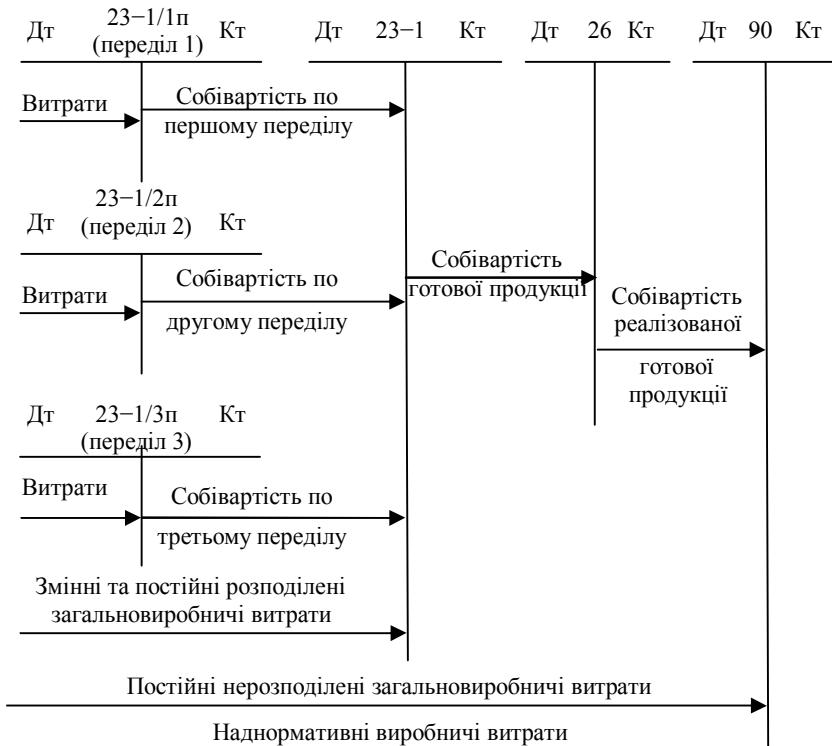 Дт 23−1/1п (переділ 1) Кт
Дт 23−1 Кт
Дт 26 Кт
Дт 90 Кт
Витрати
Собівартість по
першому переділу
Дт 23−1/2п (переділ 2) Кт
Витрати
Собівартість по
другому переділу
Собівартість
готової продукції
Собівартість
реалізованої
готової
продукції
Дт 23−1/3п (переділ 3) Кт
Витрати
Собівартість по
третьому переділу
Змінні та постійні розподілені
загальновиробничі витрати
Постійні нерозподілені загальновиробничі витрати
Наднормативні виробничі витрати